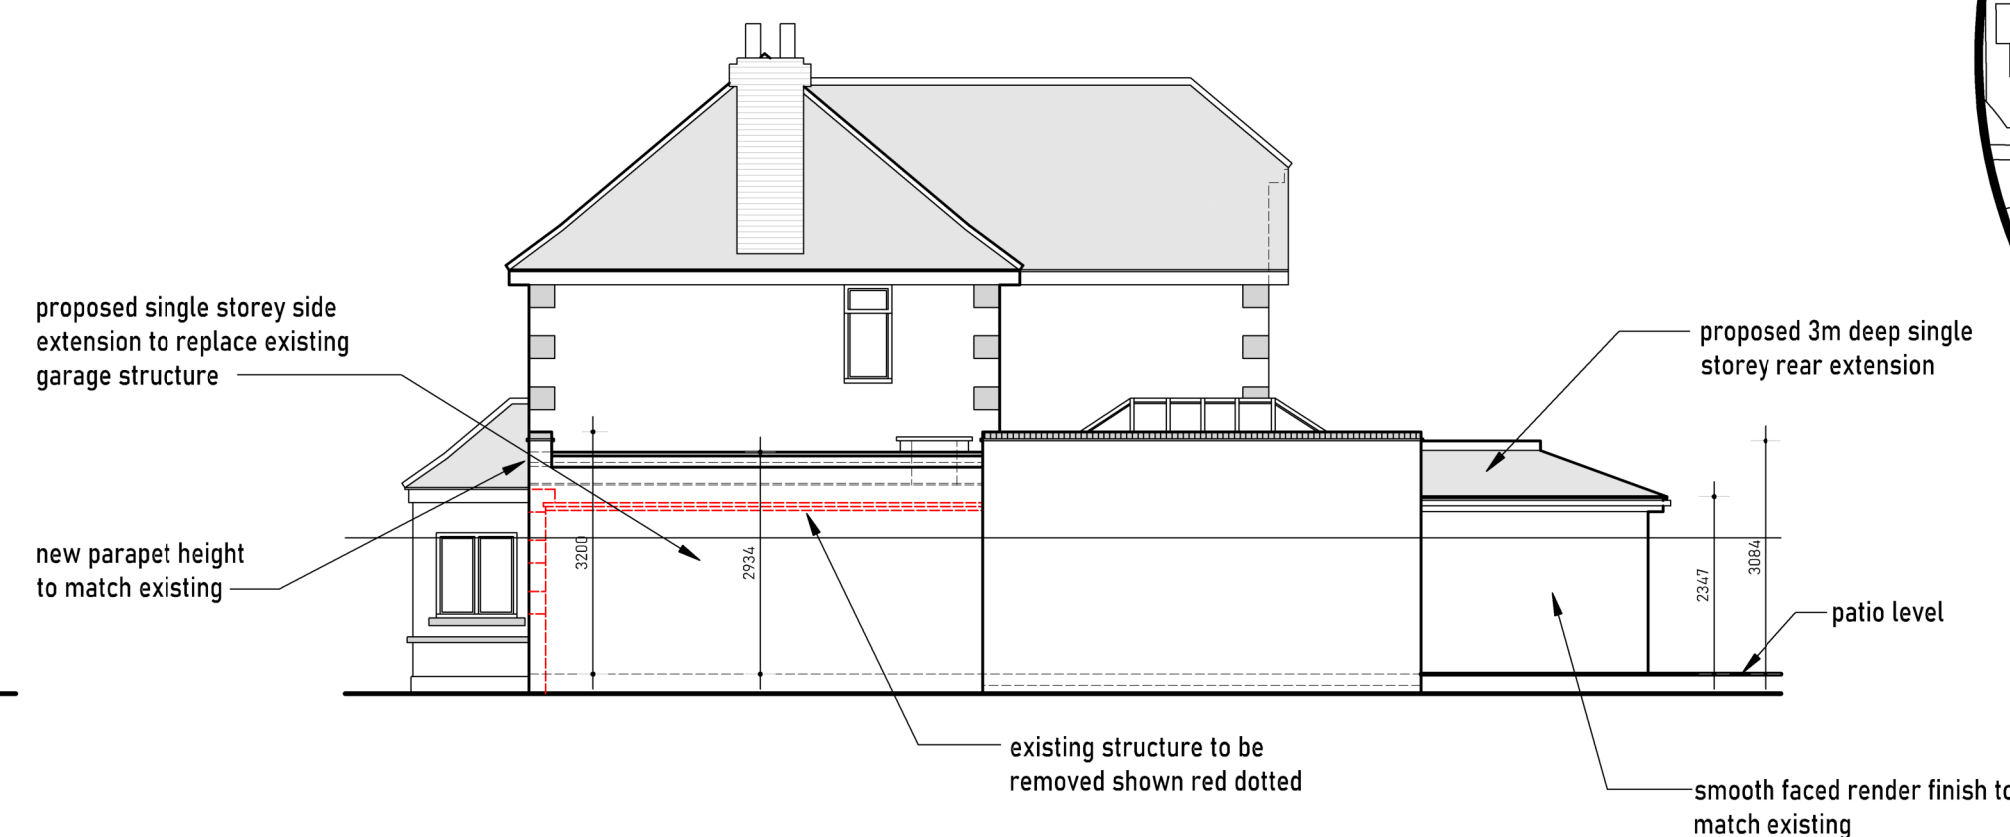 proposed single storey side
extension to replace existing
garage structure
new parapet height
to match existing
3200
2934
existing structure to be
removed shown red dotted
proposed 3m deep single
storey rear extension
2347
3084
patio level
smooth faced render finish to
match existing